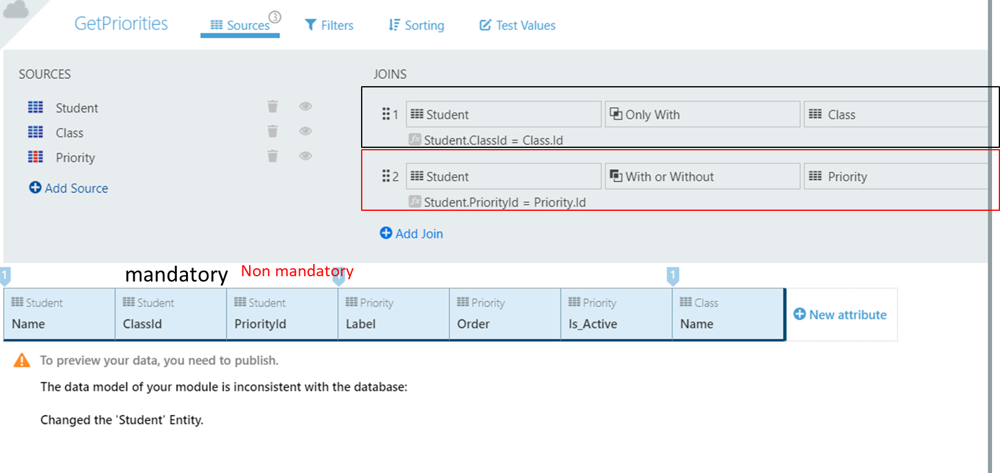 GetPriorities Sources 3 Filters Sorting Test Values
SOURCES
Student
Class
Priority
Add Source
JOINS
1 Student Only With Class
Student.ClassId = Class.Id
2 Student With or Without Priority
Student.PriorityId = Priority.Id
Add Join
mandatory Non mandatory
1 1 1
Student Student Student Priority Priority Priority Class
Name ClassId PriorityId Label Order Is_Active Name
New attribute
To preview your data, you need to publish.
The data model of your module is inconsistent with the database:
Changed the 'Student' Entity.